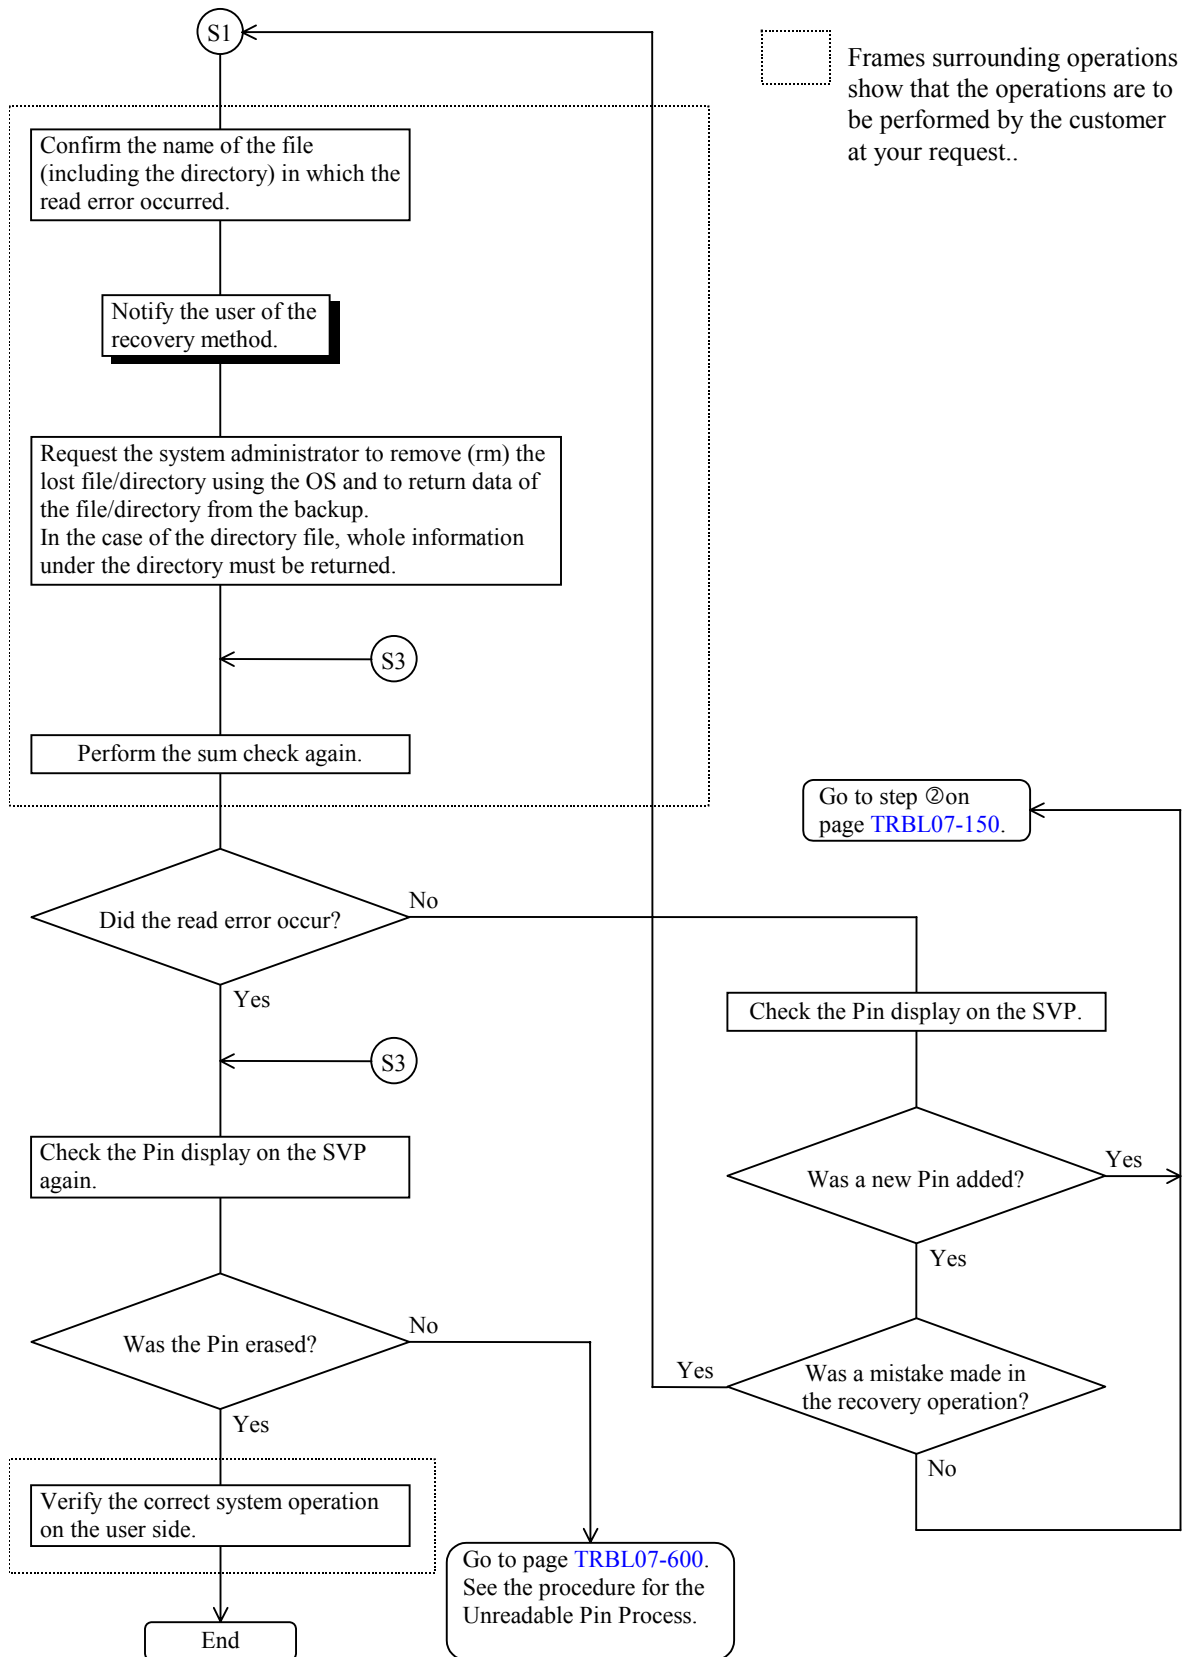 S1
Frames surrounding operations
show that the operations are to
be performed by the customer
at your request..
Confirm the name of the file
(including the directory) in which the
read error occurred.
Notify the user of the
recovery method.
Request the system administrator to remove (rm) the
lost file/directory using the OS and to return data of
the file/directory from the backup.
In the case of the directory file, whole information
under the directory must be returned.
S3
Perform the sum check again.
Go to step ②on
page TRBL07-150.
Did the read error occur?
No
Yes
Check the Pin display on the SVP.
S3
Check the Pin display on the SVP
again.
Was a new Pin added?
Yes
Yes
Was the Pin erased?
No
Yes
Was a mistake made in
the recovery operation?
Yes
No
Verify the correct system operation
on the user side.
Go to page TRBL07-600.
See the procedure for the
Unreadable Pin Process.
End